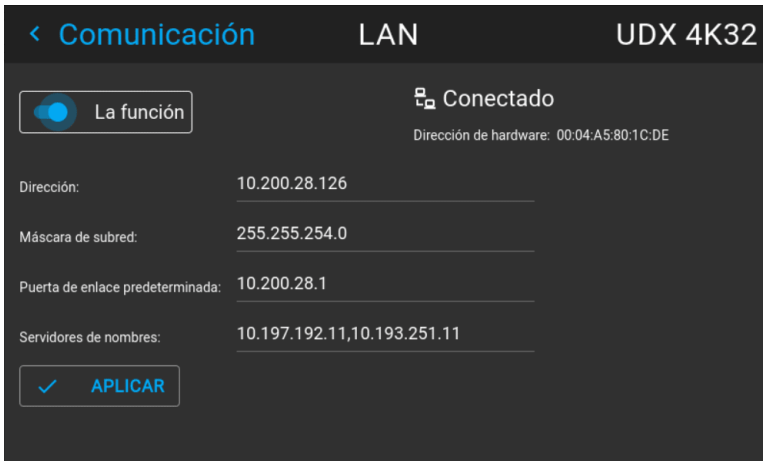 Comunicación LAN UDX 4K32
La función
Conectado
Dirección de hardware: 00:04:A5:80:1C:DE
Dirección: 10.200.28.126
Máscara de subred: 255.255.254.0
Puerta de enlace predeterminada: 10.200.28.1
Servidores de nombres: 10.197.192.11,10.193.251.11
APLICAR